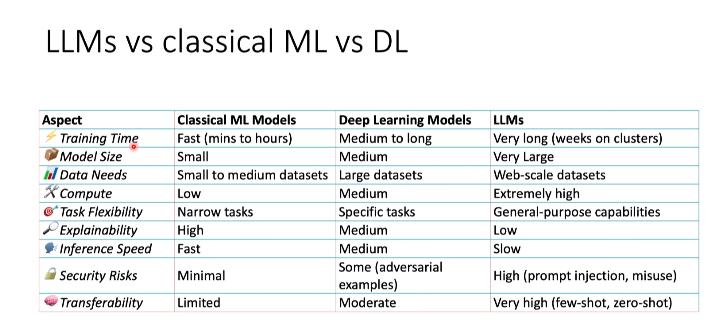 LLMs vs classical ML vs DL
Aspect Classical ML Models Deep Learning Models LLMs
Training Time Fast (mins to hours) Medium to long Very long (weeks on clusters)
Model Size Small Medium Very Large
Data Needs Small to medium datasets Large datasets Web-scale datasets
Compute Low Medium Extremely high
Task Flexibility Narrow tasks Specific tasks General-purpose capabilities
Explainability High Medium Low
Inference Speed Fast Medium Slow
Security Risks Minimal Some (adversarial examples) High (prompt injection, misuse)
Transferability Limited Moderate Very high (few-shot, zero-shot)